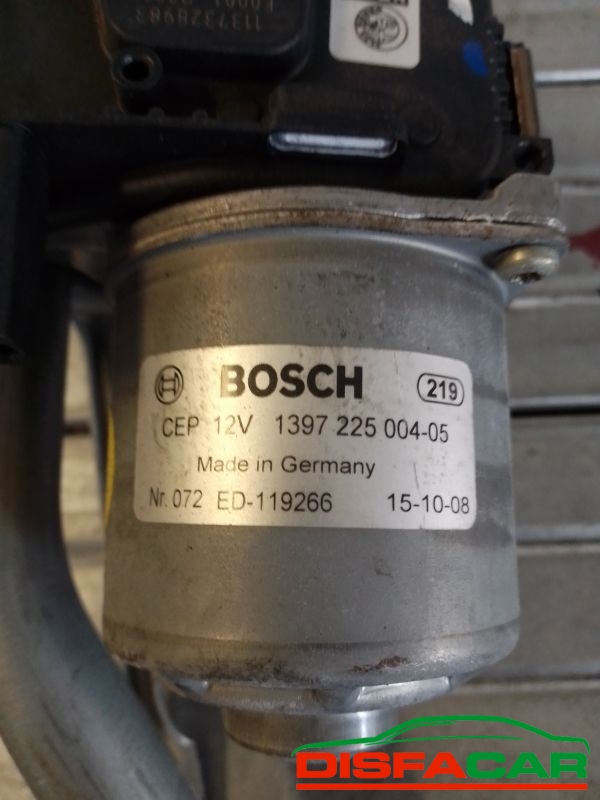 1137328983
BOSCH 219
CEP 12V 1397 225 004-05
Made in Germany
Nr. 072 ED-119266 15-10-08
DISFACAR